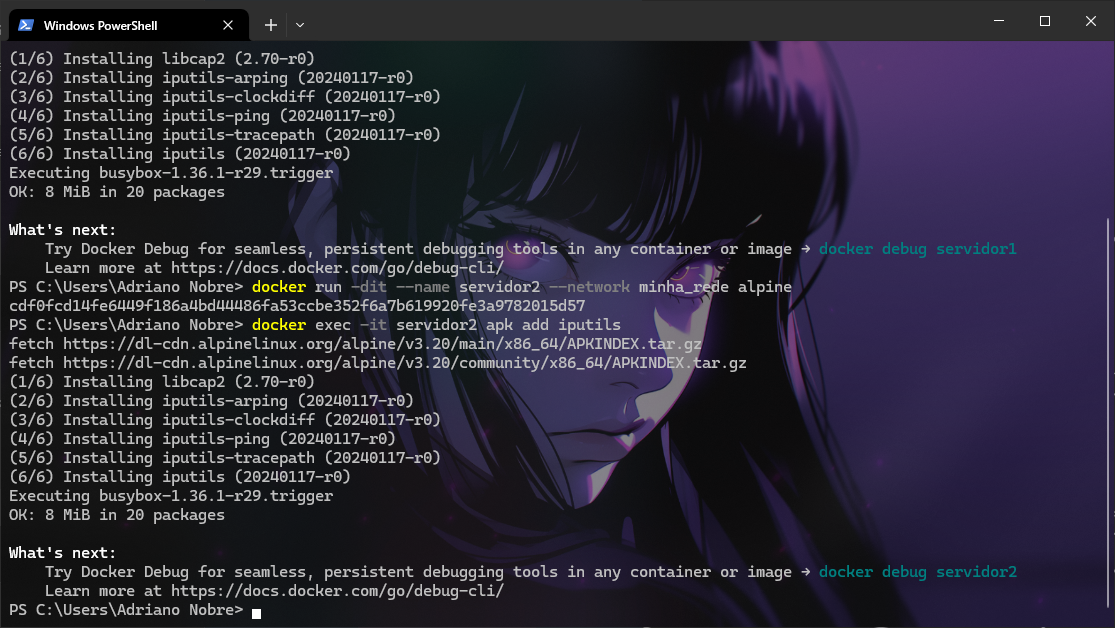 Windows PowerShell
(1/6) Installing libcap2 (2.70-r0)
(2/6) Installing iputils-arping (20240117-r0)
(3/6) Installing iputils-clockdiff (20240117-r0)
(4/6) Installing iputils-ping (20240117-r0)
(5/6) Installing iputils-tracepath (20240117-r0)
(6/6) Installing iputils (20240117-r0)
Executing busybox-1.36.1-r29.trigger
OK: 8 MiB in 20 packages
What's next:
Try Docker Debug for seamless, persistent debugging tools in any container or image → docker debug servidor1
Learn more at https://docs.docker.com/go/debug-cli/
PS C:\Users\Adriano Nobre> docker run -dit --name servidor2 --network minha_rede alpine
cdf0fcd14fe6449f186a4bd44486fa53ccbe352f6a7b619920fe3a9782015d57
PS C:\Users\Adriano Nobre> docker exec -it servidor2 apk add iputils
fetch https://dl-cdn.alpinelinux.org/alpine/v3.20/main/x86_64/APKINDEX.tar.gz
fetch https://dl-cdn.alpinelinux.org/alpine/v3.20/community/x86_64/APKINDEX.tar.gz
(1/6) Installing libcap2 (2.70-r0)
(2/6) Installing iputils-arping (20240117-r0)
(3/6) Installing iputils-clockdiff (20240117-r0)
(4/6) Installing iputils-ping (20240117-r0)
(5/6) Installing iputils-tracepath (20240117-r0)
(6/6) Installing iputils (20240117-r0)
Executing busybox-1.36.1-r29.trigger
OK: 8 MiB in 20 packages
What's next:
Try Docker Debug for seamless, persistent debugging tools in any container or image → docker debug servidor2
Learn more at https://docs.docker.com/go/debug-cli/
PS C:\Users\Adriano Nobre>